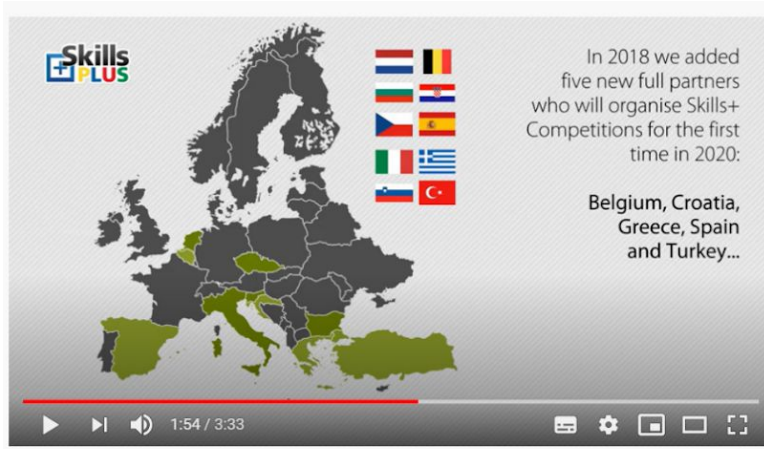 Skills
PLUS
In 2018 we added
five new full partners
who will organise Skills+
Competitions for the first
time in 2020:
Belgium, Croatia,
Greece, Spain
and Turkey...
1:54 / 3:33